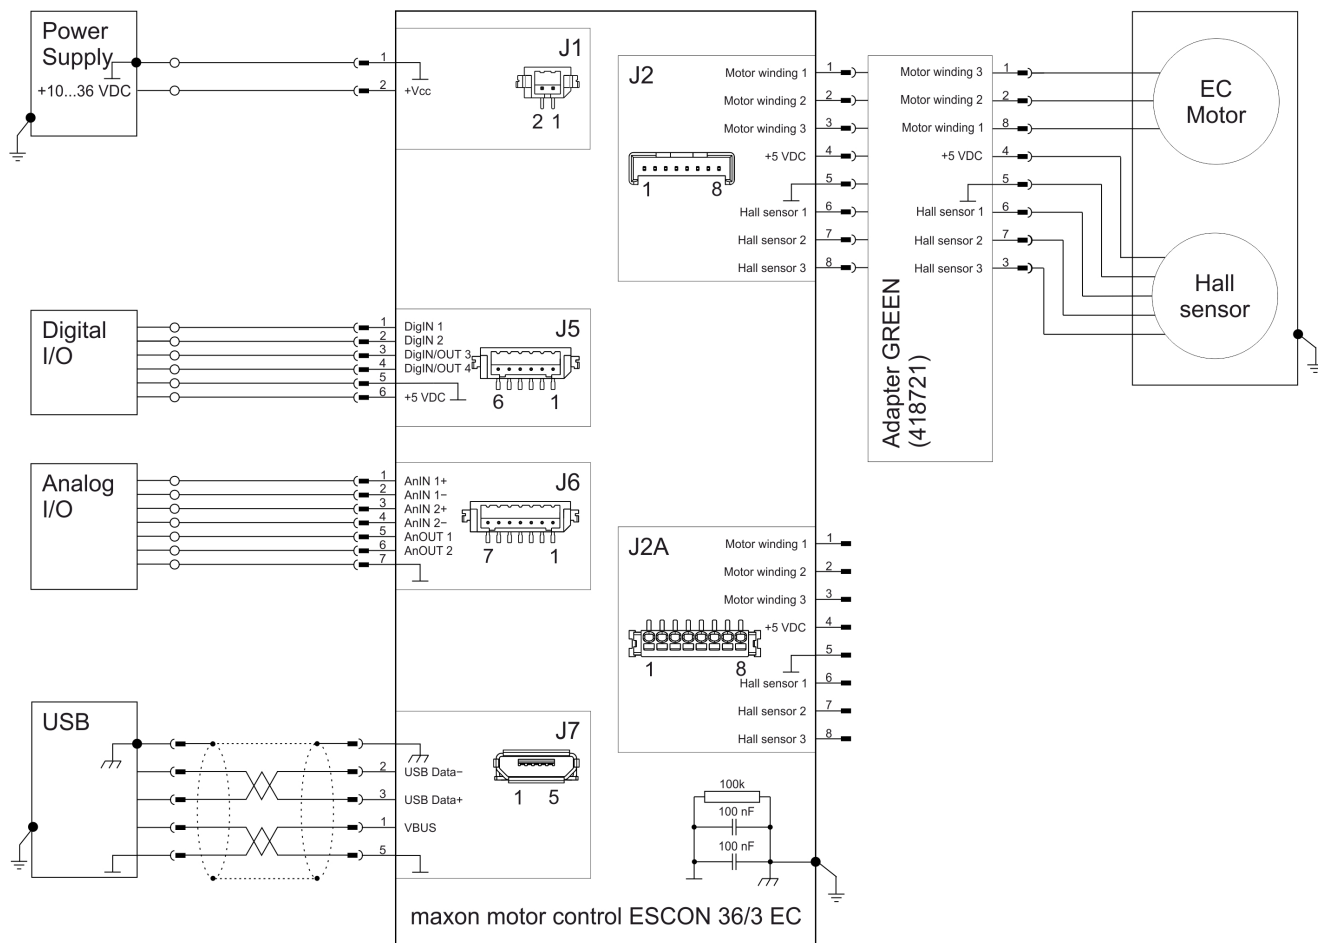 Power
Supply
+10...36 VDC
1
2
+Vcc
J1
2 1
Digital
I/O
1
2
3
4
5
6
DigIN 1
DigIN 2
DigIN/OUT 3
DigIN/OUT 4
+5 VDC
J5
6 1
Analog
I/O
1
2
3
4
5
6
7
AnIN 1+
AnIN 1−
AnIN 2+
AnIN 2−
AnOUT 1
AnOUT 2
J6
7 1
USB
2
3
1
5
USB Data−
USB Data+
VBUS
J7
1 5
J2
1 8
Motor winding 1 1
Motor winding 2 2
Motor winding 3 3
+5 VDC 4
5
Hall sensor 1 6
Hall sensor 2 7
Hall sensor 3 8
Motor winding 3 1
Motor winding 2 2
Motor winding 1 8
+5 VDC 4
5
Hall sensor 1 6
Hall sensor 2 7
Hall sensor 3 3
Adapter GREEN
(418721)
EC
Motor
Hall
sensor
J2A
1 8
Motor winding 1 1
Motor winding 2 2
Motor winding 3 3
+5 VDC 4
5
Hall sensor 1 6
Hall sensor 2 7
Hall sensor 3 8
100k
100 nF
100 nF
maxon motor control ESCON 36/3 EC